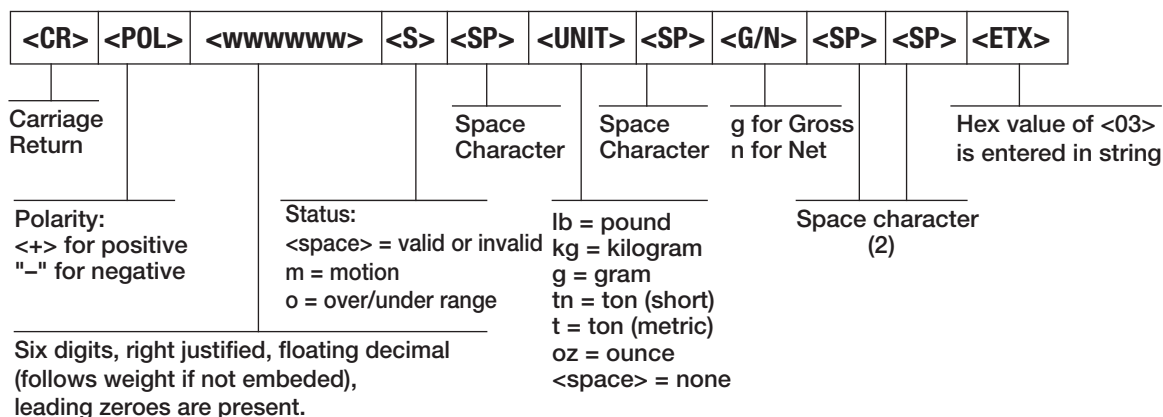 <CR> <POL> <wwwwww> <S> <SP> <UNIT> <SP> <G/N> <SP> <SP> <ETX>
Carriage
Return
Space
Character
Space
Character
g for Gross
n for Net
Hex value of <03>
is entered in string
Polarity:
<+> for positive
"–" for negative
Status:
<space> = valid or invalid
m = motion
o = over/under range
lb = pound
kg = kilogram
g = gram
tn = ton (short)
t = ton (metric)
oz = ounce
<space> = none
Space character
(2)
Six digits, right justified, floating decimal
(follows weight if not embeded),
leading zeroes are present.